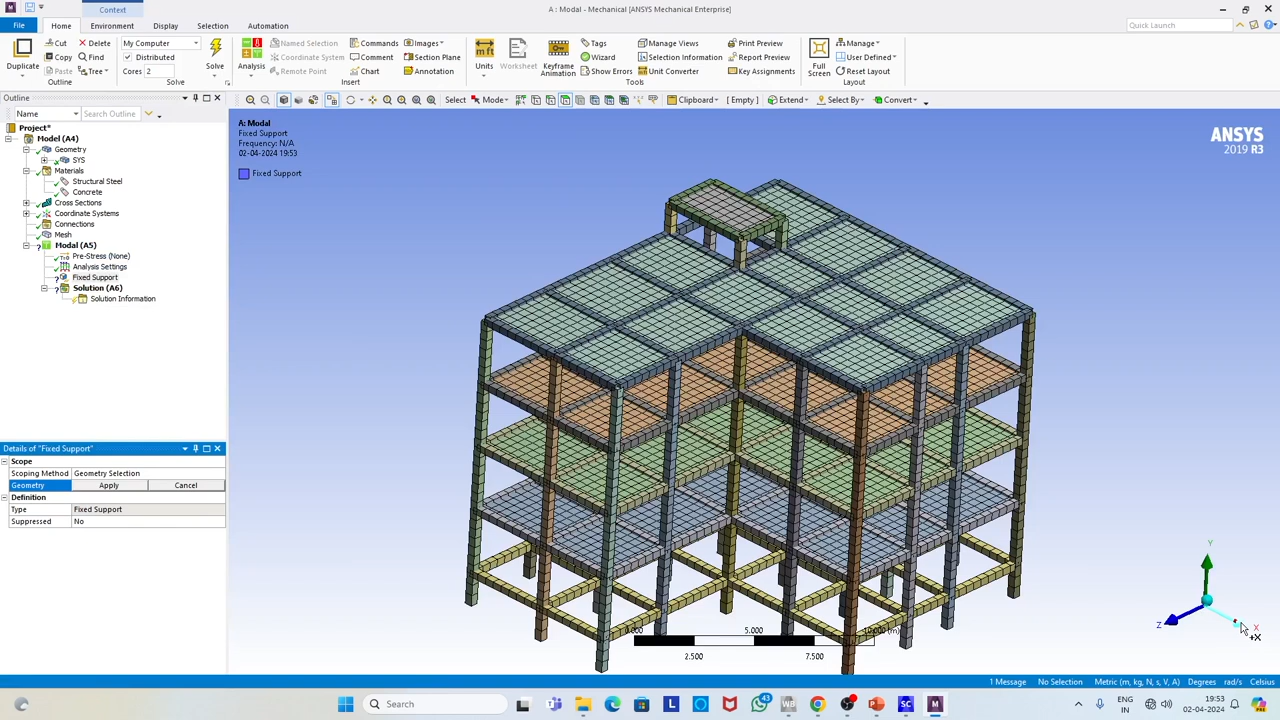 Context
A : Modal - Mechanical [ANSYS Mechanical Enterprise]
File Home Environment Display Selection Automation
Quick Launch
Duplicate
Cut
Copy
Paste
Delete
Find
Tree
Outline
My Computer
Distributed
Cores 2
Solve
Solve
Analysis
Named Selection
Coordinate System
Remote Point
Commands
Comment
Chart
Images
Section Plane
Annotation
Insert
Units
Worksheet
Keyframe
Animation
Tags
Wizard
Show Errors
Manage Views
Selection Information
Unit Converter
Print Preview
Report Preview
Key Assignments
Tools
Full
Screen
Manage
User Defined
Reset Layout
Layout
Select Mode Clipboard [ Empty ] Extend Select By Convert
Outline
Name Search Outline
Project*
Model (A4)
Geometry
SYS
Materials
Structural Steel
Concrete
Cross Sections
Coordinate Systems
Connections
Mesh
Modal (A5)
Pre-Stress (None)
Analysis Settings
Fixed Support
Solution (A6)
Solution Information
Details of "Fixed Support"
Scope
Scoping Method Geometry Selection
Geometry Apply Cancel
Definition
Type Fixed Support
Suppressed No
A: Modal
Fixed Support
Frequency: N/A
02-04-2024 19:53
Fixed Support
ANSYS
2019 R3
0.000 5.000 10.000 (m)
2.500 7.500
Y
Z
X
1 Message No Selection Metric (m, kg, N, s, V, A) Degrees rad/s Celsius
Search
43
ENG
IN
19:53
02-04-2024